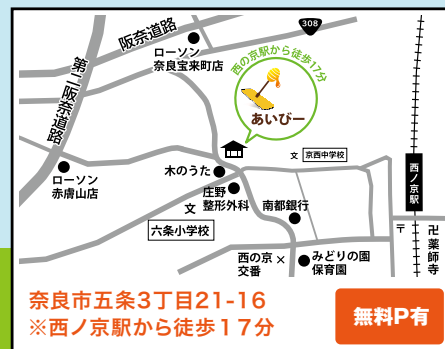 阪奈道路
308
ローソン
奈良宝来町店
西の京駅から徒歩17分
あいびー
第二阪奈道路
文 京西中学校
西ノ京駅
木のうた
ローソン
赤膚山店
庄野
整形外科
南都銀行
文
六条小学校
〒
卍薬師寺
西の京
交番
みどりの園
保育園
奈良市五条3丁目21-16
※西ノ京駅から徒歩17分
無料P有